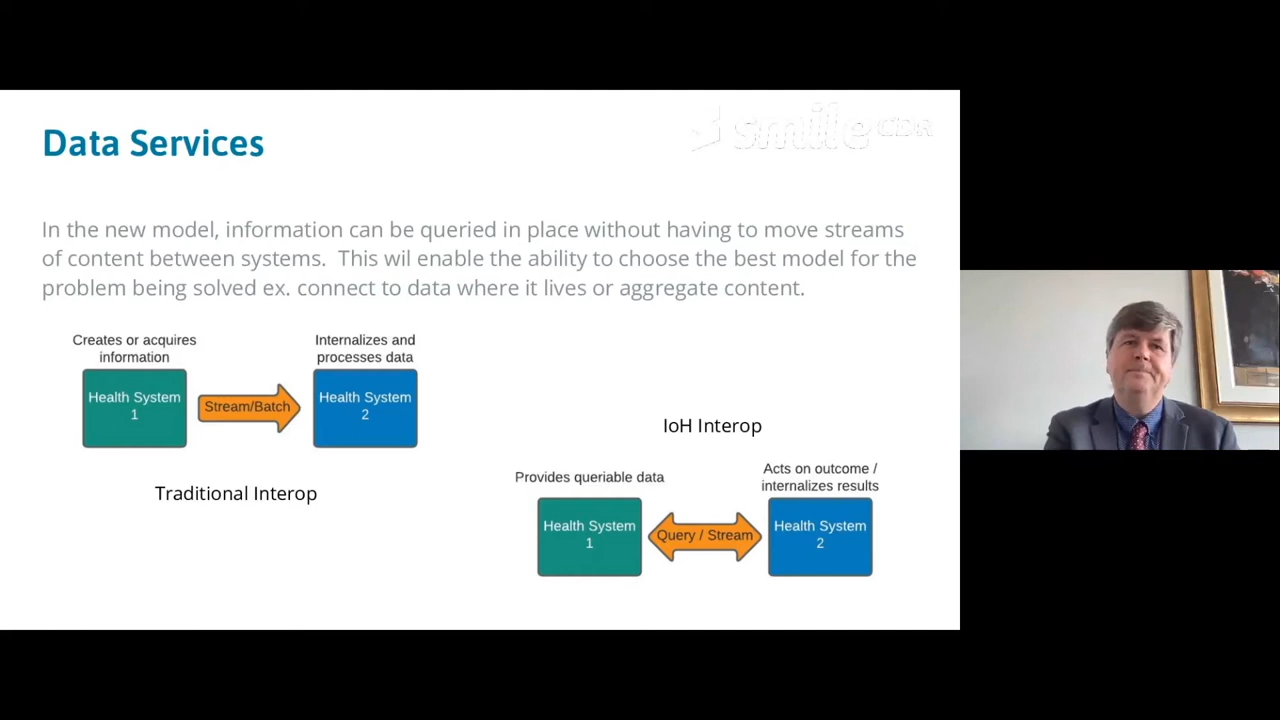 smile CDR
Data Services
In the new model, information can be queried in place without having to move streams
of content between systems.  This wil enable the ability to choose the best model for the
problem being solved ex. connect to data where it lives or aggregate content.
Creates or acquires
information
Health System
1
Stream/Batch
Internalizes and
processes data
Health System
2
Traditional Interop
IoH Interop
Provides queriable data
Health System
1
Query / Stream
Acts on outcome /
internalizes results
Health System
2